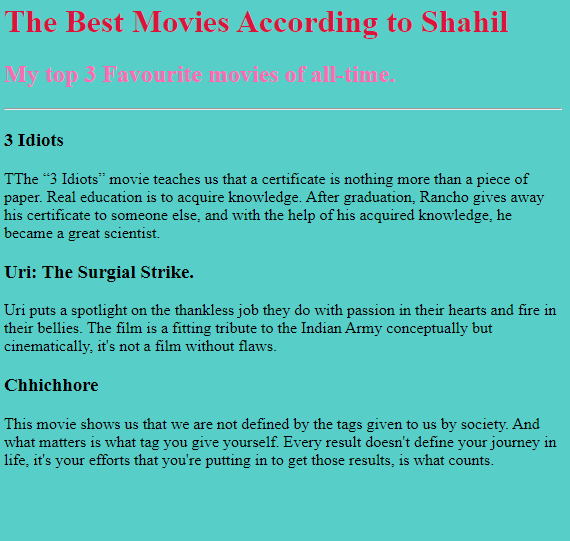 The Best Movies According to Shahil
My top 3 Favourite movies of all-time.
3 Idiots
TThe “3 Idiots” movie teaches us that a certificate is nothing more than a piece of
paper. Real education is to acquire knowledge. After graduation, Rancho gives away
his certificate to someone else, and with the help of his acquired knowledge, he
became a great scientist.
Uri: The Surgial Strike.
Uri puts a spotlight on the thankless job they do with passion in their hearts and fire in
their bellies. The film is a fitting tribute to the Indian Army conceptually but
cinematically, it's not a film without flaws.
Chhichhore
This movie shows us that we are not defined by the tags given to us by society. And
what matters is what tag you give yourself. Every result doesn't define your journey in
life, it's your efforts that you're putting in to get those results, is what counts.